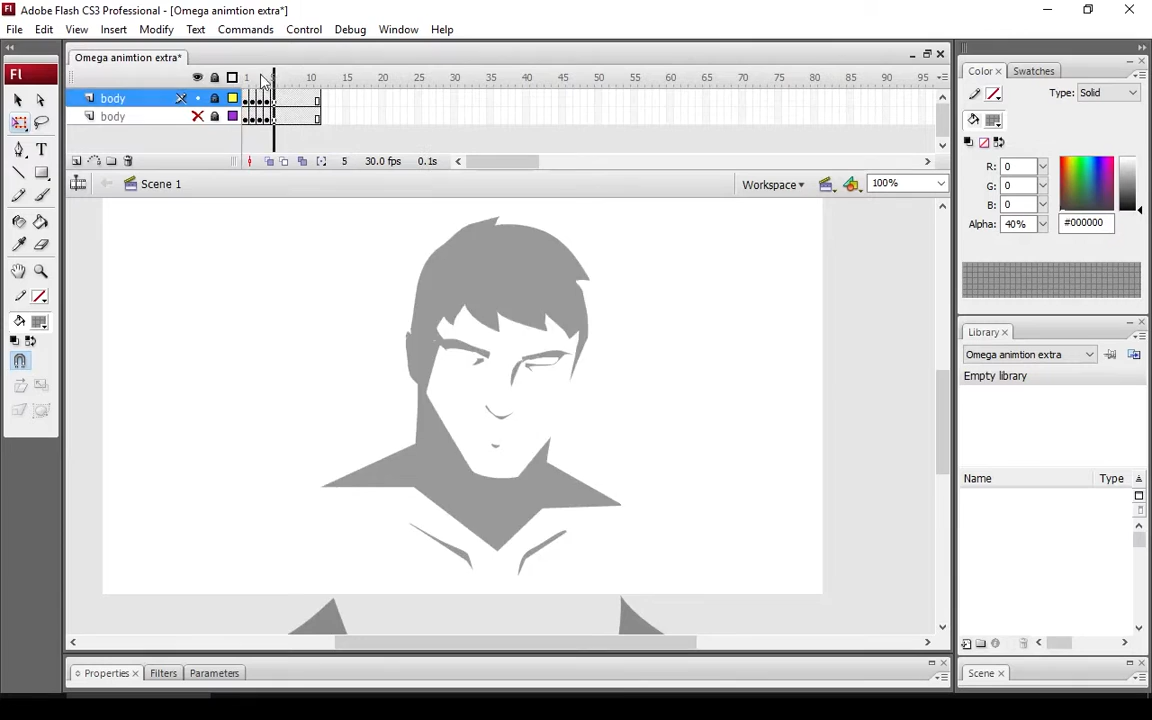 Adobe Flash CS3 Professional - [Omega animtion extra*]
File Edit View Insert Modify Text Commands Control Debug Window Help
Omega animtion extra*
Fl
1 10 15 20 25 30 35 40 45 50 55 60 65 70 75 80 85 90 95
body
body
5 30.0 fps 0.1s
Scene 1
Workspace
100%
Color Swatches
Type: Solid
R: 0
G: 0
B: 0
Alpha: 40% #000000
Library
Omega animtion extra
Empty library
Name Type
Properties Filters Parameters
Scene